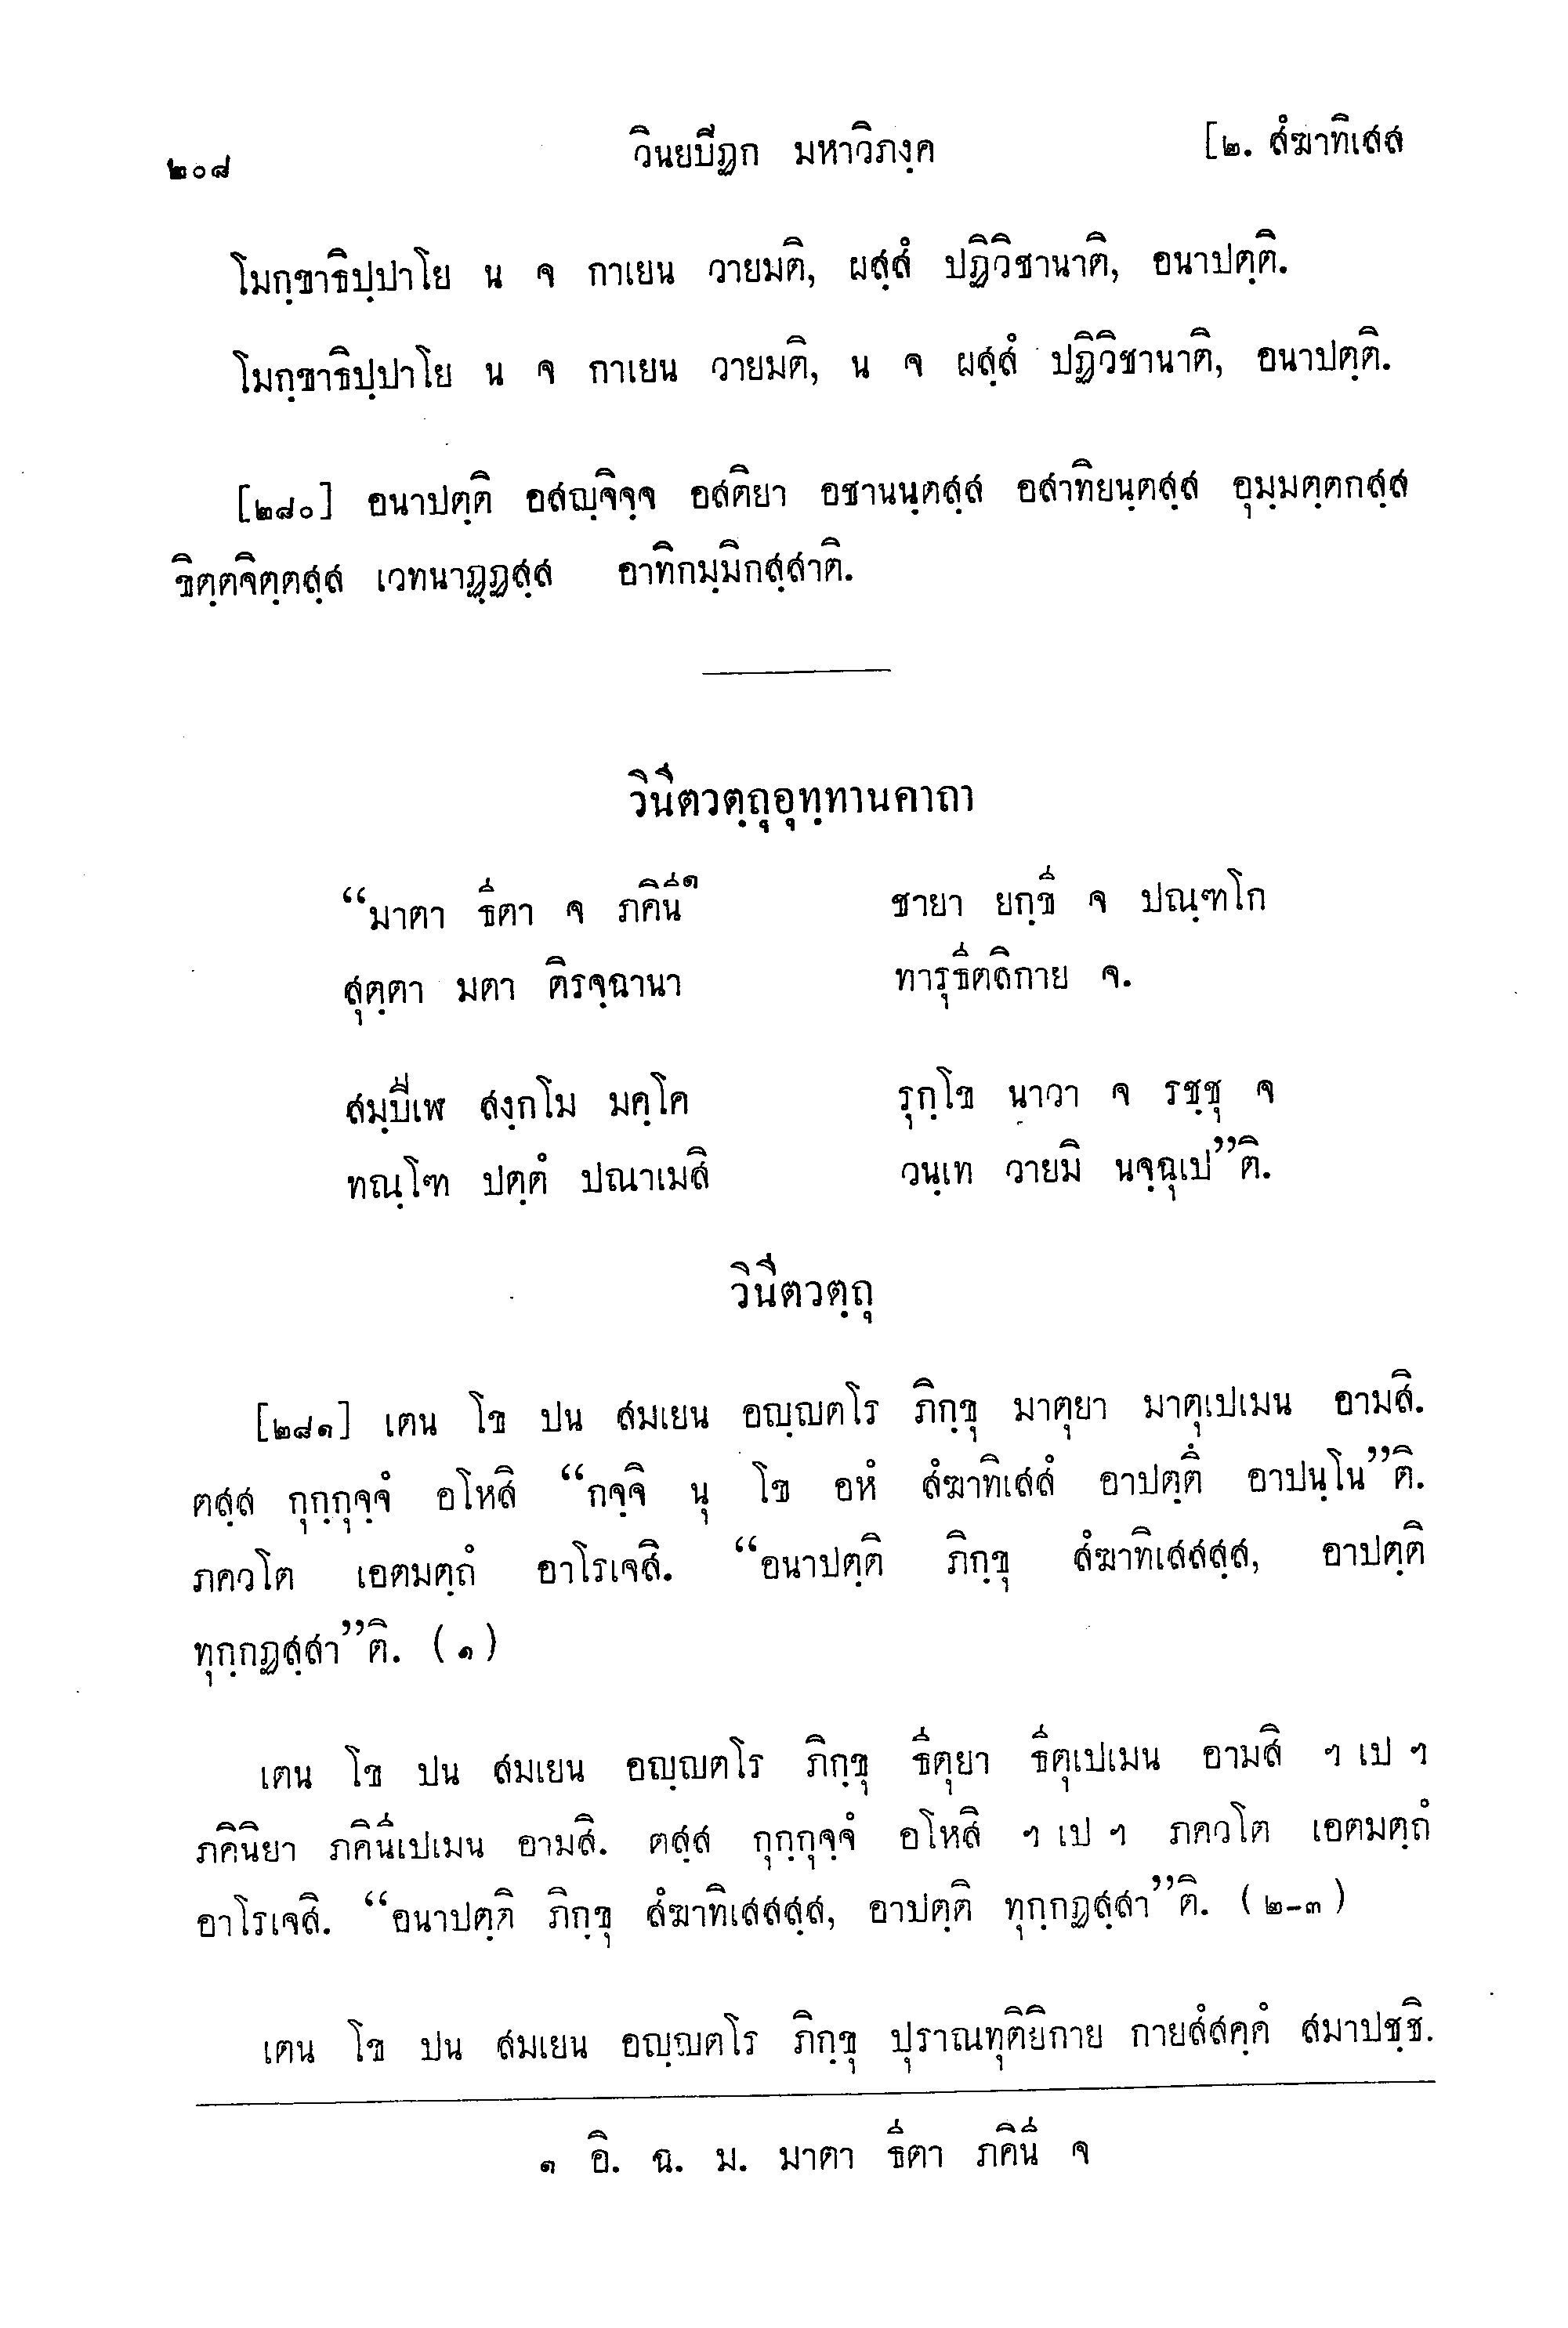 ๒๐๘ วินยปิฏก มหาวิภงฺค [๒. สํฆาทิเสส
โมกฺขาธิปฺปาโย น จ กาเยน วายมติ, ผสฺสํ ปฏิวิชานาติ, อนาปตฺติ.
โมกฺขาธิปฺปาโย น จ กาเยน วายมติ, น จ ผสฺสํ ปฏิวิชานาติ, อนาปตฺติ.
[๒๘๐] อนาปตฺติ อสญฺจิจฺจ อสติยา อชานนฺตสฺส อสาทิยนฺตสฺส อุมฺมตฺตกสฺส
ขิตฺตจิตฺตสฺส เวทนาฏฺฏสฺส อาทิกมฺมิกสฺสาติ.
วินีตวตฺถุอุทฺทานคาถา
“มาตา ธีตา จ ภคินี๑ ชายา ยกฺขี จ ปณฺฑโก
สุตฺตา มตา ติรจฺฉานา ทารุธีตลิกาย จ.
สมฺปีเฬ สงฺกโม มคฺโค รุกฺโข นาวา จ รชฺชุ จ
ทณฺโฑ ปตฺตํ ปณาเมสิ วนฺเท วายมิ นจฺฉุเป”ติ.
วินีตวตฺถุ
[๒๘๑] เตน โข ปน สมเยน อญฺญตโร ภิกฺขุ มาตุยา มาตุเปเมน อามสิ.
ตสฺส กุกฺกุจฺจํ อโหสิ “กจฺจิ นุ โข อหํ สํฆาทิเสสํ อาปตฺตึ อาปนฺโน”ติ.
ภควโต เอตมตฺถํ อาโรเจสิ. “อนาปตฺติ ภิกฺขุ สํฆาทิเสสสฺส, อาปตฺติ
ทุกฺกฏสฺสา”ติ. (๑)
เตน โข ปน สมเยน อญฺญตโร ภิกฺขุ ธีตุยา ธีตุเปเมน อามสิ ฯ เป ฯ
ภคินิยา ภคินีเปเมน อามสิ. ตสฺส กุกฺกุจฺจํ อโหสิ ฯ เป ฯ ภควโต เอตมตฺถํ
อาโรเจสิ. “อนาปตฺติ ภิกฺขุ สํฆาทิเสสสฺส, อาปตฺติ ทุกฺกฏสฺสา”ติ. (๒-๓)
เตน โข ปน สมเยน อญฺญตโร ภิกฺขุ ปุราณทุติยิกาย กายสํสคฺคํ สมาปชฺชิ.
๑ อิ. ฉ. ม. มาตา ธีตา ภคินี จ